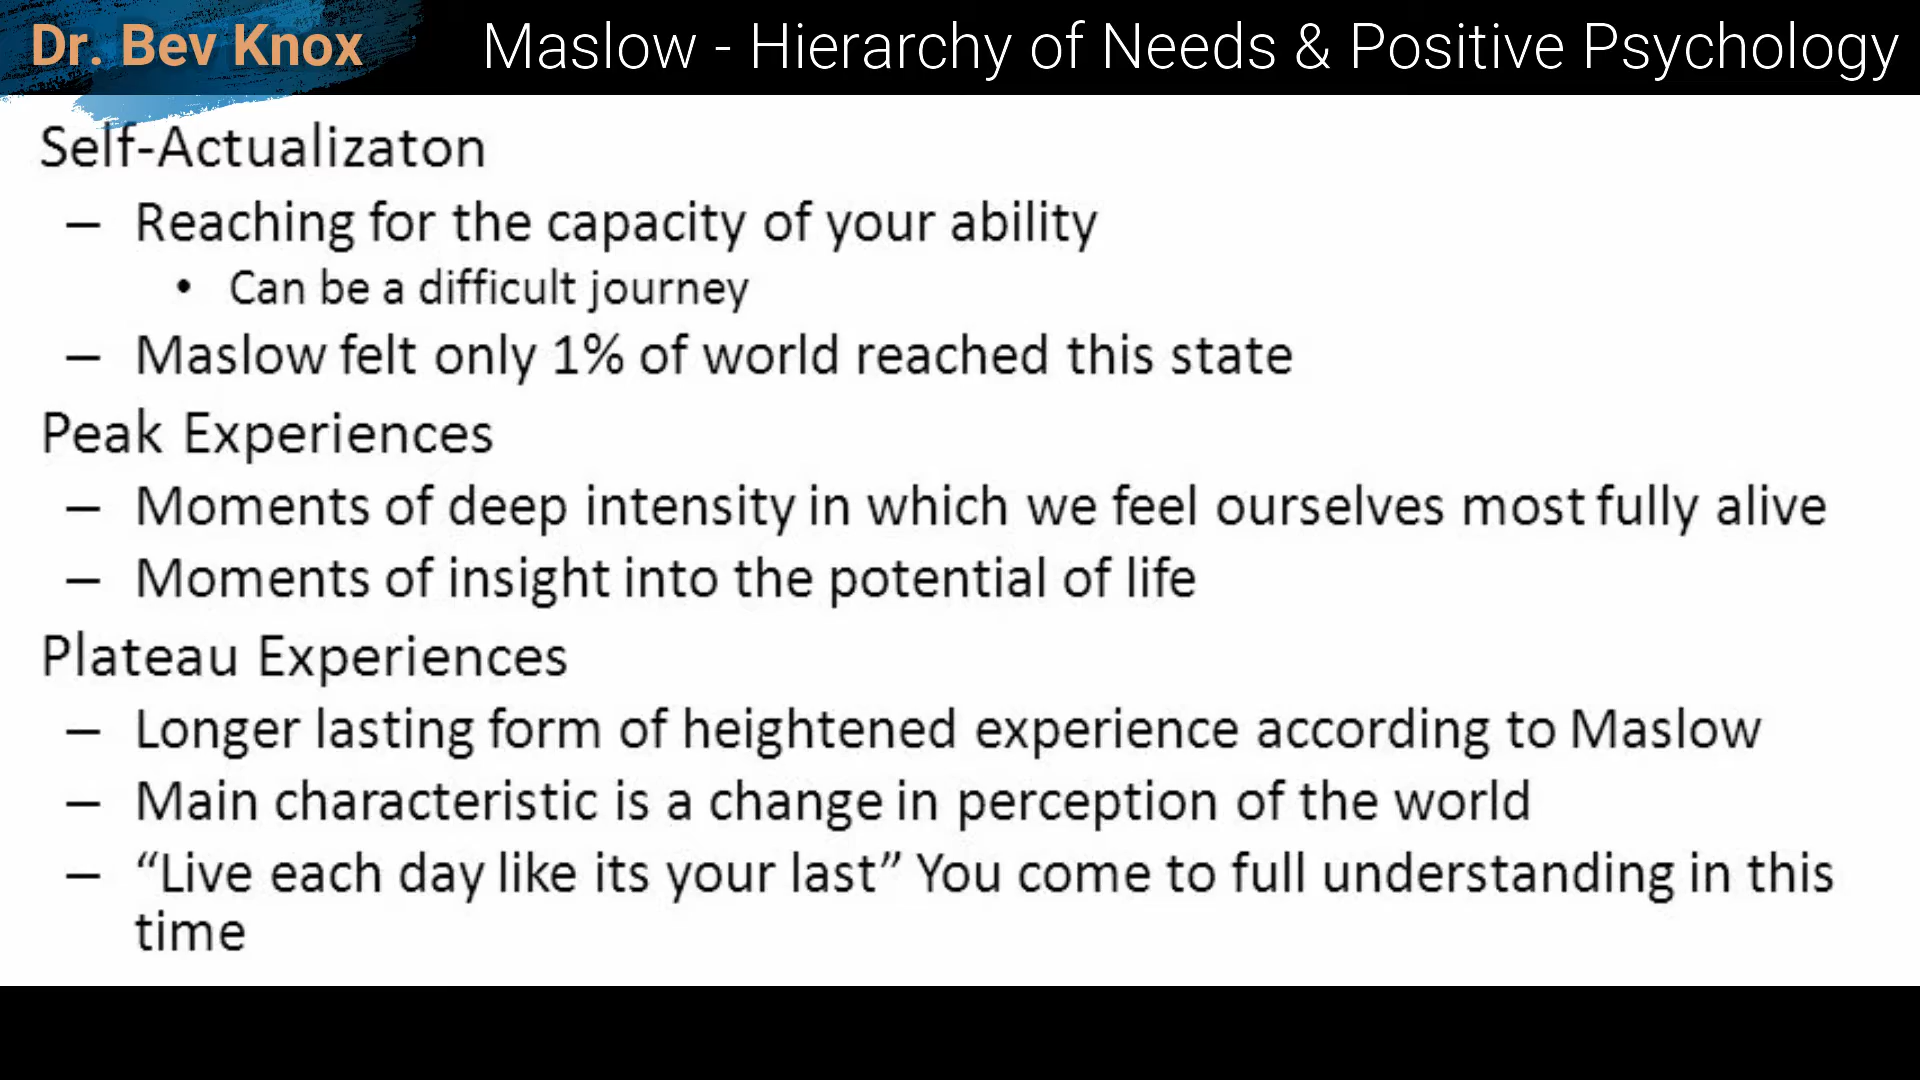 Dr. Bev Knox
Maslow - Hierarchy of Needs & Positive Psychology
Self-Actualizaton
– Reaching for the capacity of your ability
• Can be a difficult journey
– Maslow felt only 1% of world reached this state
Peak Experiences
– Moments of deep intensity in which we feel ourselves most fully alive
– Moments of insight into the potential of life
Plateau Experiences
– Longer lasting form of heightened experience according to Maslow
– Main characteristic is a change in perception of the world
– “Live each day like its your last” You come to full understanding in this
time